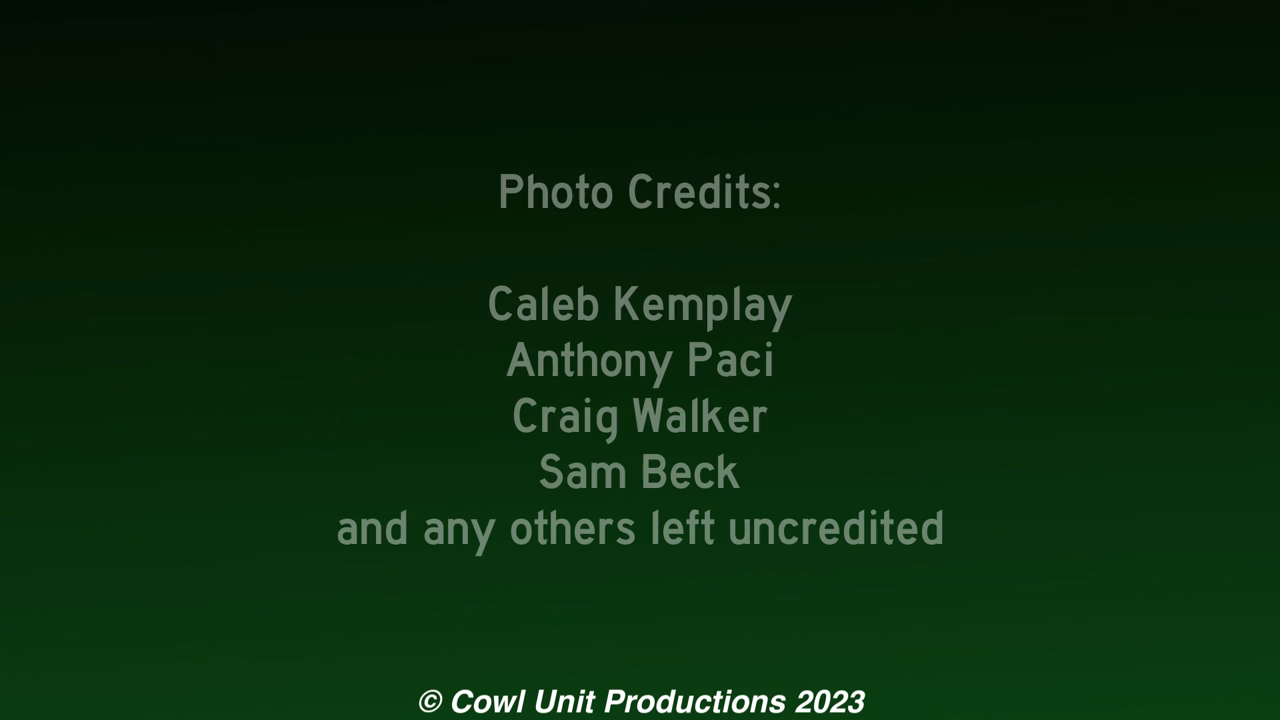 Photo Credits:
Caleb Kemplay
Anthony Paci
Craig Walker
Sam Beck
and any others left uncredited
© Cowl Unit Productions 2023